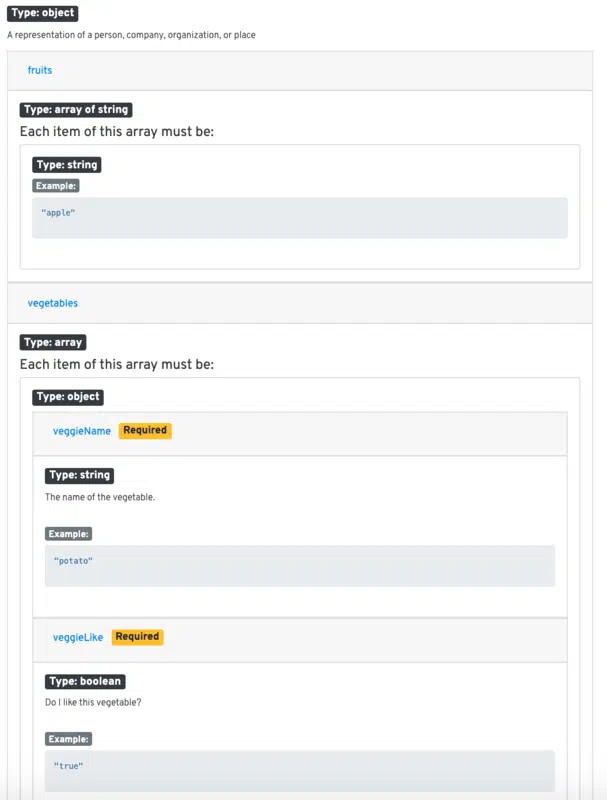 Type: object
A representation of a person, company, organization, or place
fruits
Type: array of string
Each item of this array must be:
Type: string
Example:
"apple"
vegetables
Type: array
Each item of this array must be:
Type: object
veggieName Required
Type: string
The name of the vegetable.
Example:
"potato"
veggieLike Required
Type: boolean
Do I like this vegetable?
Example:
"true"